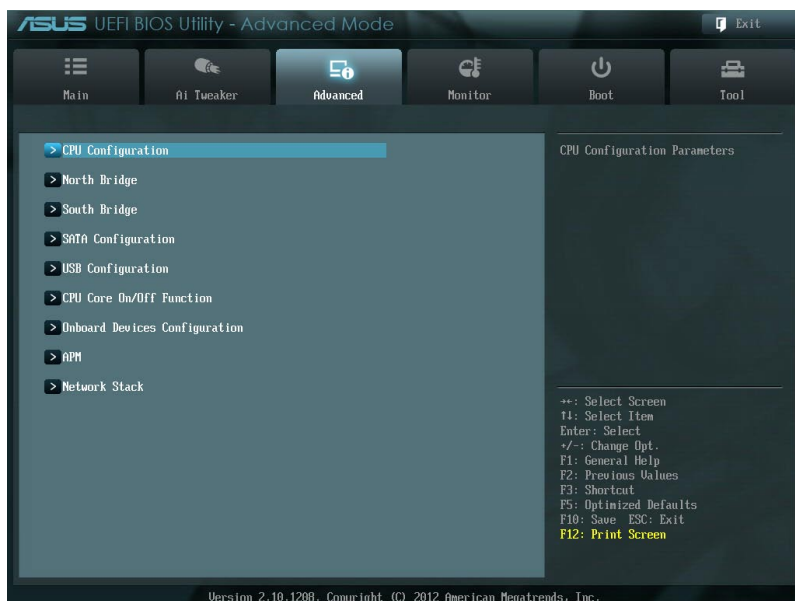 ASUS UEFI BIOS Utility - Advanced Mode
Exit
Main
Ai Tweaker
Advanced
Monitor
Boot
Tool
> CPU Configuration
> North Bridge
> South Bridge
> SATA Configuration
> USB Configuration
> CPU Core On/Off Function
> Onboard Devices Configuration
> APM
> Network Stack
CPU Configuration Parameters
→←: Select Screen
↑↓: Select Item
Enter: Select
+/-: Change Opt.
F1: General Help
F2: Previous Values
F3: Shortcut
F5: Optimized Defaults
F10: Save ESC: Exit
F12: Print Screen
Version 2.10.1208. Copyright (C) 2012 American Megatrends, Inc.